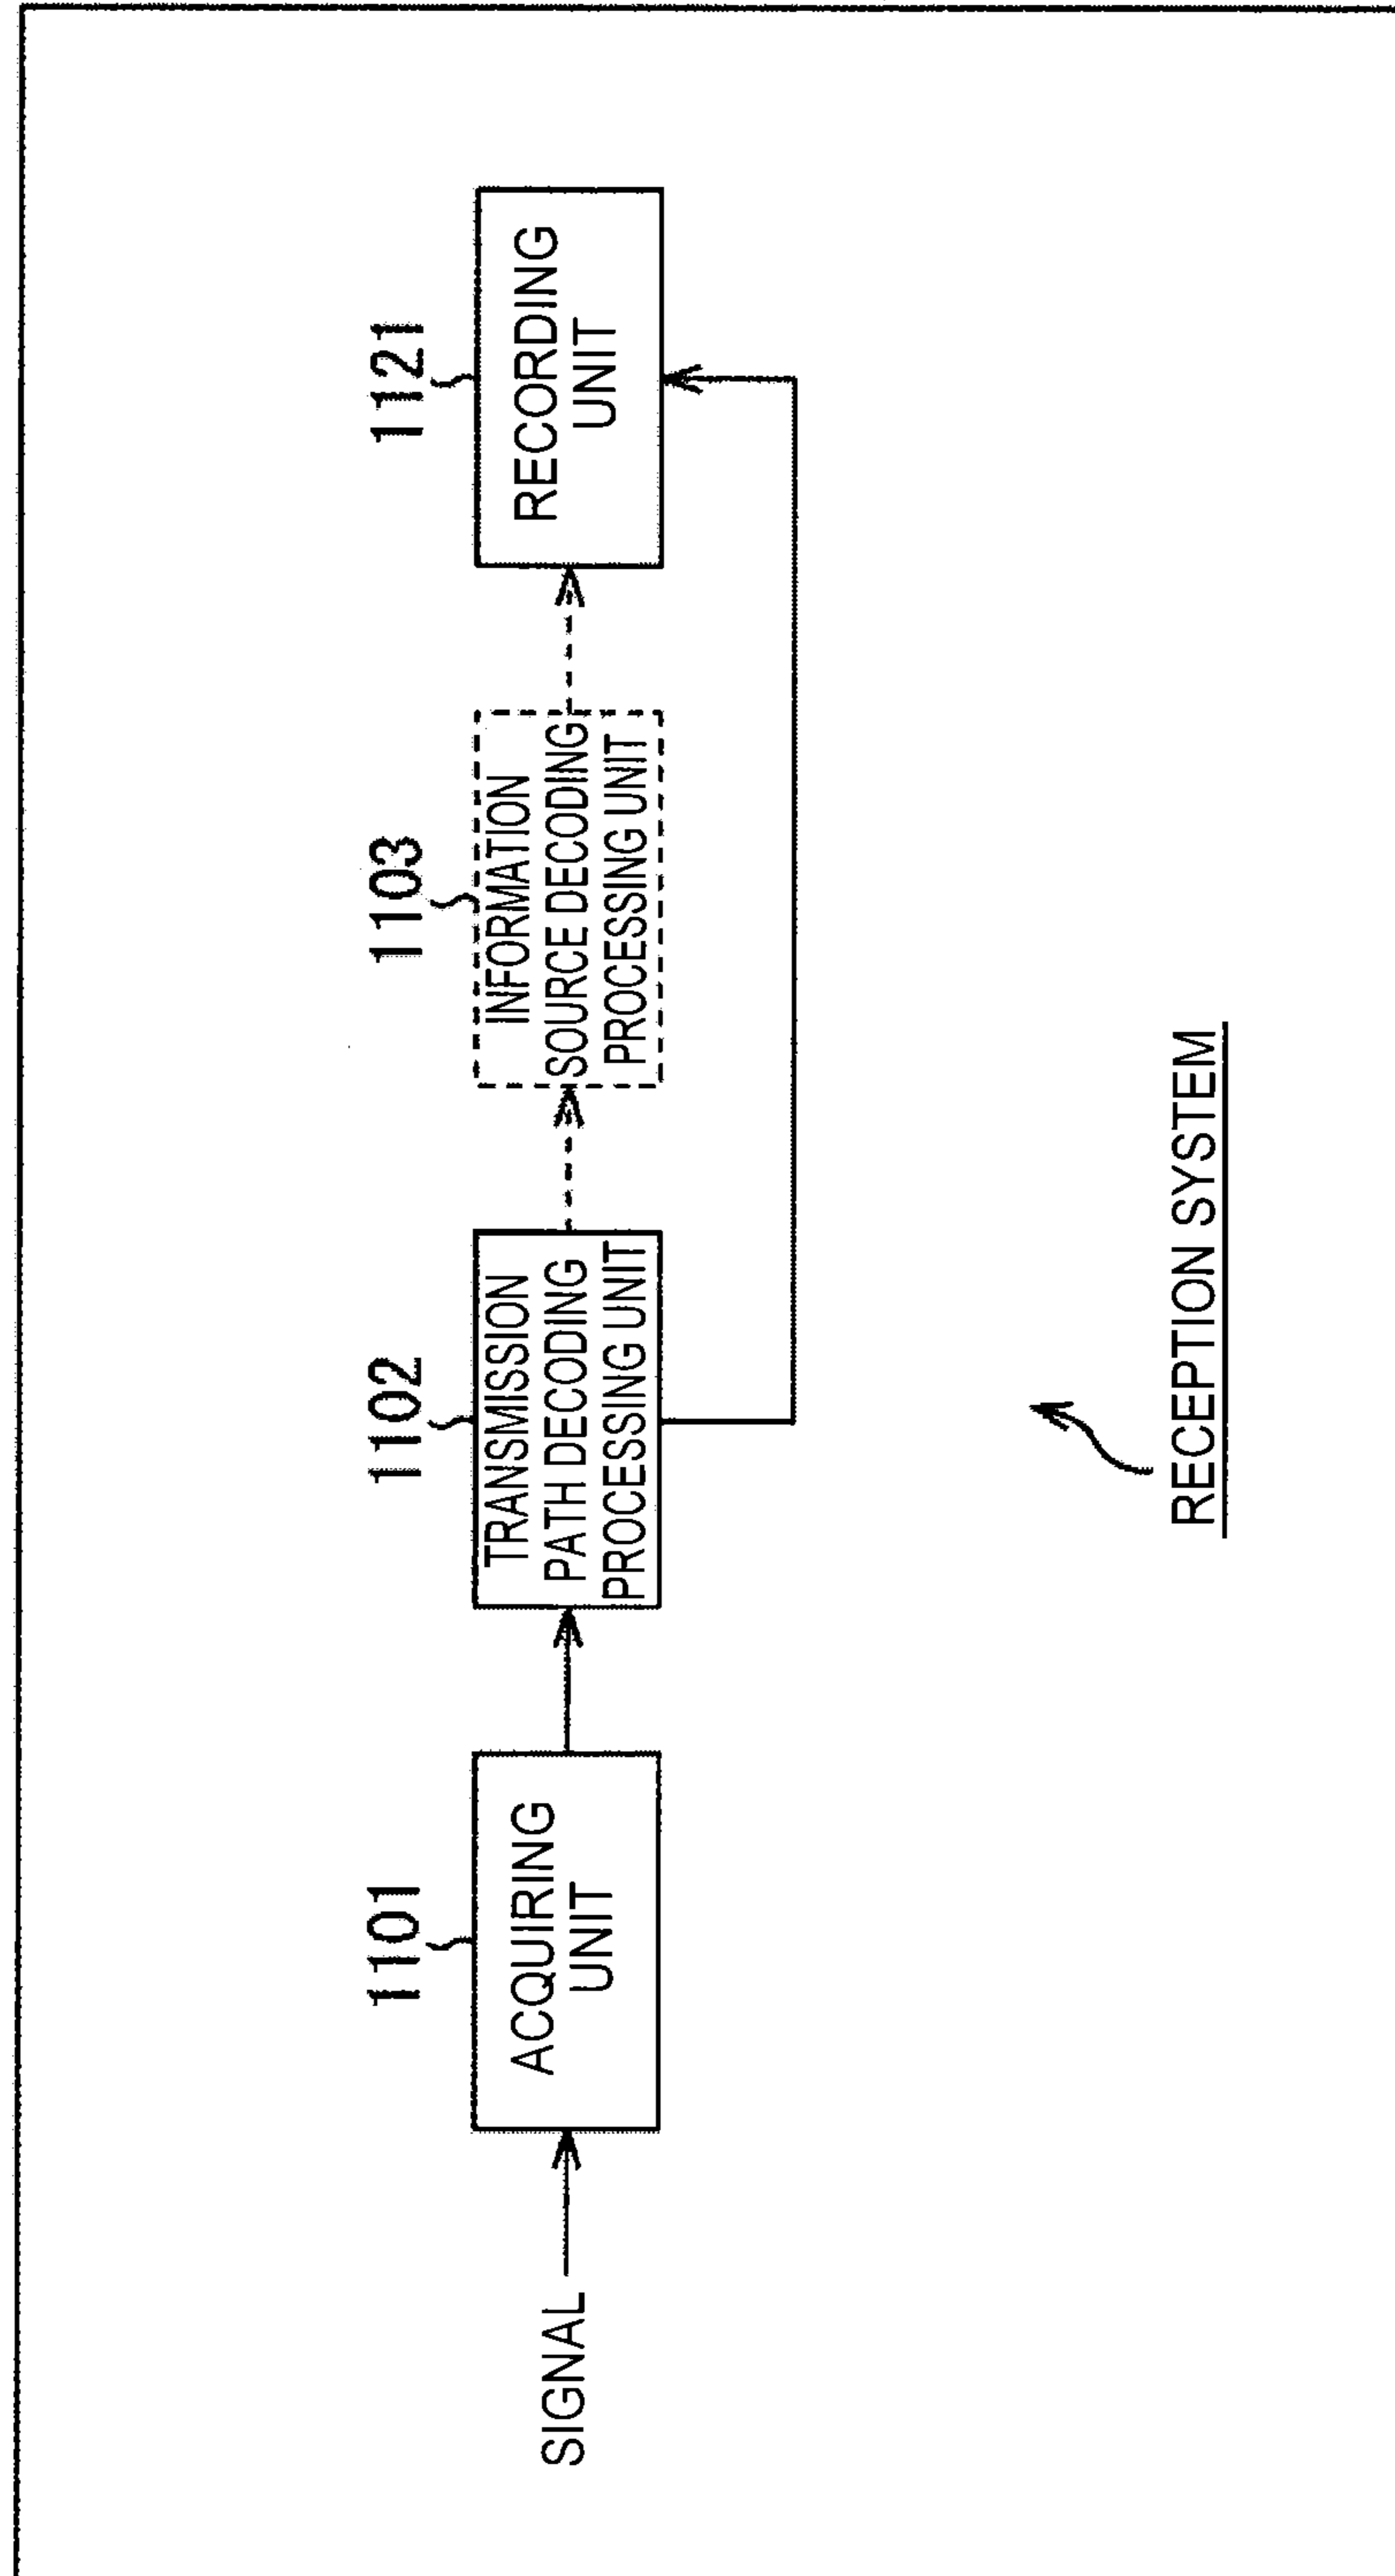 SIGNAL
1101
ACQUIRING
UNIT
1102
TRANSMISSION
PATH DECODING
PROCESSING UNIT
1103
INFORMATION
SOURCE DECODING
PROCESSING UNIT
1121
RECORDING
UNIT
RECEPTION SYSTEM